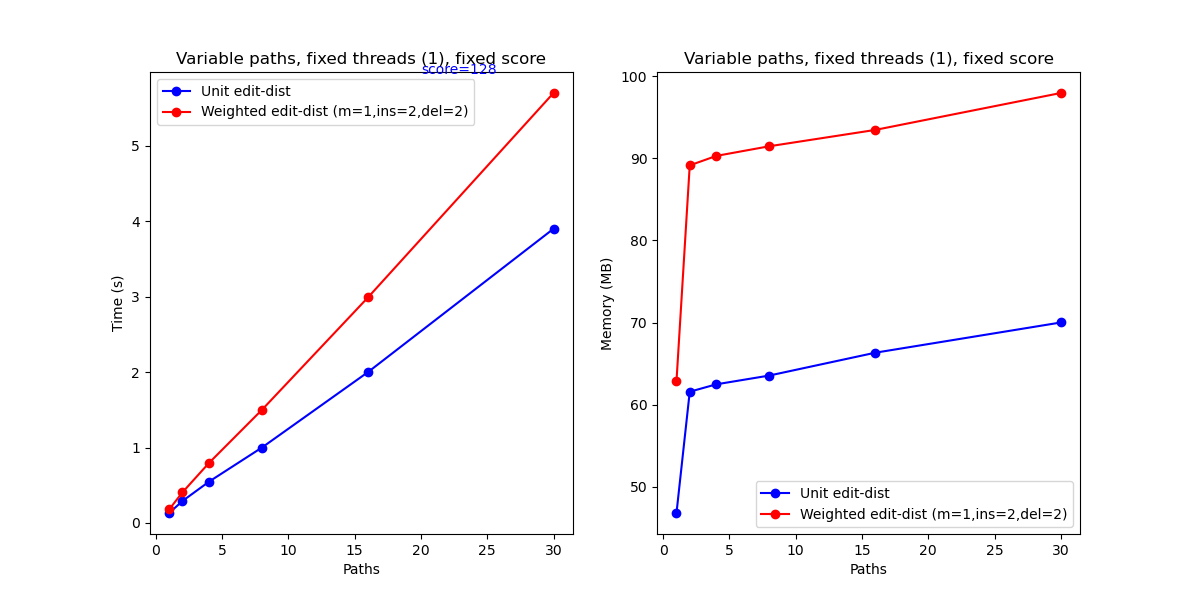 Variable paths, fixed threads (1), fixed score
score=128
Unit edit-dist
Weighted edit-dist (m=1,ins=2,del=2)
Time (s)
5
4
3
2
1
0
0 5 10 15 20 25 30
Paths
Variable paths, fixed threads (1), fixed score
Memory (MB)
100
90
80
70
60
50
Unit edit-dist
Weighted edit-dist (m=1,ins=2,del=2)
0 5 10 15 20 25 30
Paths